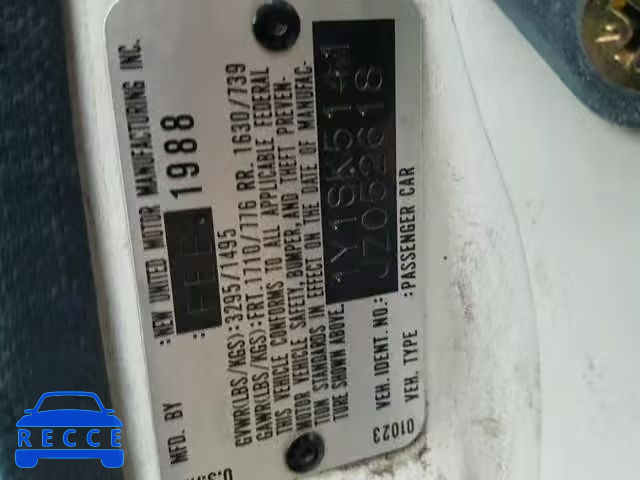 MFD. BY :NEW UNITED MOTOR MANUFACTURING INC.
FEB. 1988
GVWR(LBS/KGS):3295/1495
GAWR(LBS/KGS):FRT 1710/776 RR. 1630/739
THIS VEHICLE CONFORMS TO ALL APPLICABLE FEDERAL
MOTOR VEHICLE SAFETY, BUMPER, AND THEFT PREVEN-
TION STANDARDS IN EFFECT ON THE DATE OF MANUFAC-
TURE SHOWN ABOVE.
VEH. IDENT. NO.: 1Y1SK5141
JZ052618
VEH. TYPE :PASSENGER CAR
01023
RECCE